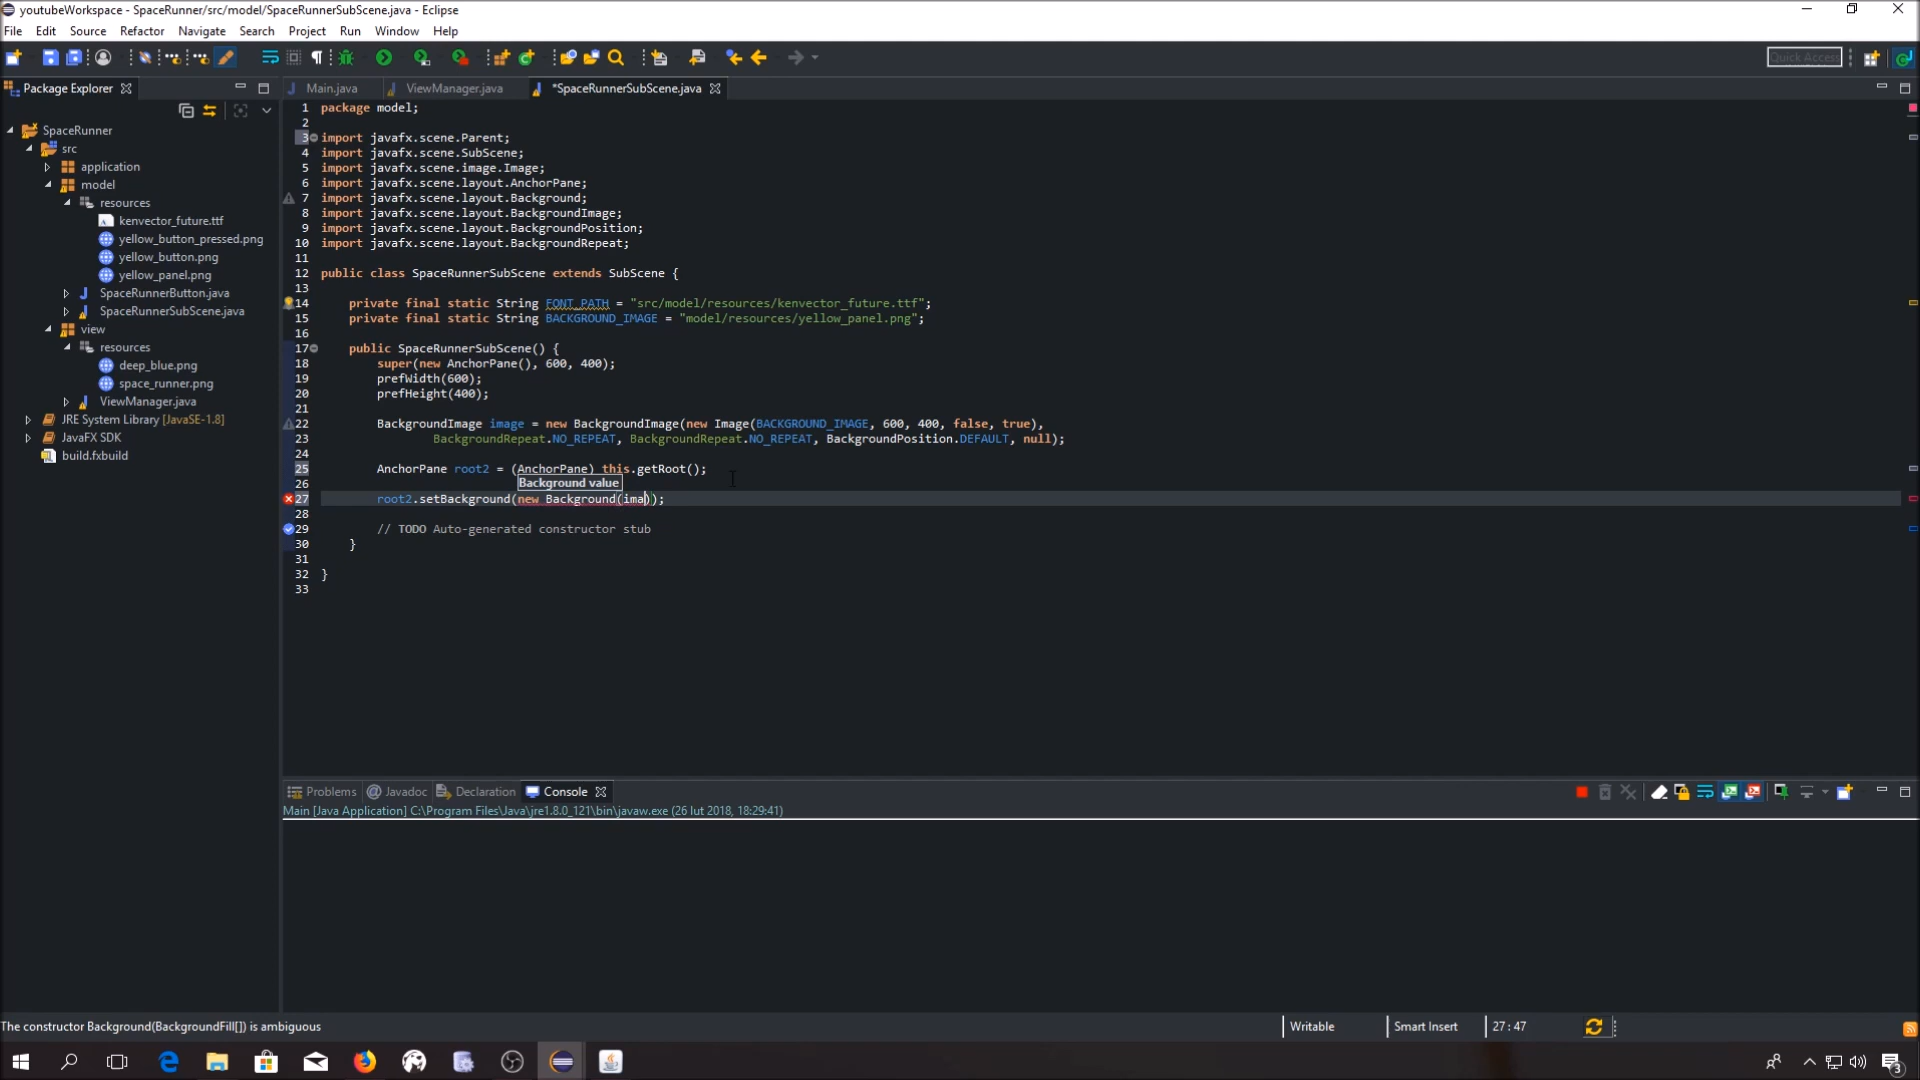 youtubeWorkspace - SpaceRunner/src/model/SpaceRunnerSubScene.java - Eclipse
File Edit Source Refactor Navigate Search Project Run Window Help
Quick Access
Package Explorer
Main.java ViewManager.java *SpaceRunnerSubScene.java
SpaceRunner
src
application
model
resources
kenvector_future.ttf
yellow_button_pressed.png
yellow_button.png
yellow_panel.png
SpaceRunnerButton.java
SpaceRunnerSubScene.java
view
resources
deep_blue.png
space_runner.png
ViewManager.java
JRE System Library [JavaSE-1.8]
JavaFX SDK
build.fxbuild
1 package model;
2
3 import javafx.scene.Parent;
4 import javafx.scene.SubScene;
5 import javafx.scene.image.Image;
6 import javafx.scene.layout.AnchorPane;
7 import javafx.scene.layout.Background;
8 import javafx.scene.layout.BackgroundImage;
9 import javafx.scene.layout.BackgroundPosition;
10 import javafx.scene.layout.BackgroundRepeat;
11
12 public class SpaceRunnerSubScene extends SubScene {
13
14 private final static String FONT_PATH = "src/model/resources/kenvector_future.ttf";
15 private final static String BACKGROUND_IMAGE = "model/resources/yellow_panel.png";
16
17 public SpaceRunnerSubScene() {
18 super(new AnchorPane(), 600, 400);
19 prefWidth(600);
20 prefHeight(400);
21
22 BackgroundImage image = new BackgroundImage(new Image(BACKGROUND_IMAGE, 600, 400, false, true),
23 BackgroundRepeat.NO_REPEAT, BackgroundRepeat.NO_REPEAT, BackgroundPosition.DEFAULT, null);
24
25 AnchorPane root2 = (AnchorPane) this.getRoot();
26 Background value
27 root2.setBackground(new Background(ima));
28
29 // TODO Auto-generated constructor stub
30 }
31
32 }
33
Problems @ Javadoc Declaration Console
Main [Java Application] C:\Program Files\Java\jre1.8.0_121\bin\javaw.exe (26 lut 2018, 18:29:41)
The constructor Background(BackgroundFill[]) is ambiguous
Writable Smart Insert 27:47
3